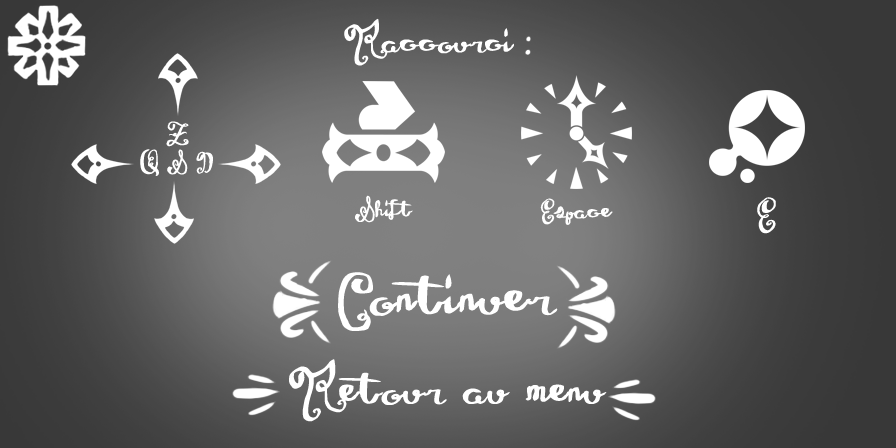 Raccourci :
Z
Q S D
Shift
Espace
E
Continuer
Retour au menu